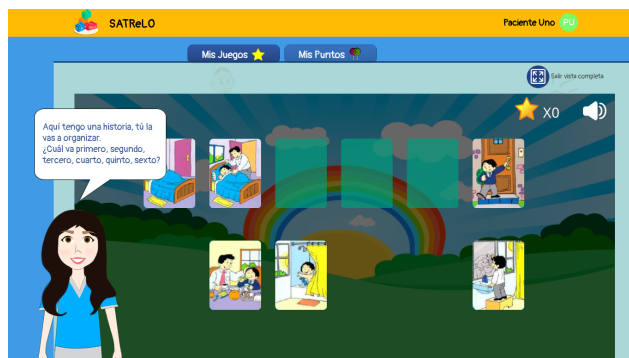 SATReLO
Paciente Uno
PU
Mis Juegos
Mis Puntos
Salir vista completa
X0
Aquí tengo una historia, tú la
vas a organizar.
¿Cuál va primero, segundo,
tercero, cuarto, quinto, sexto?